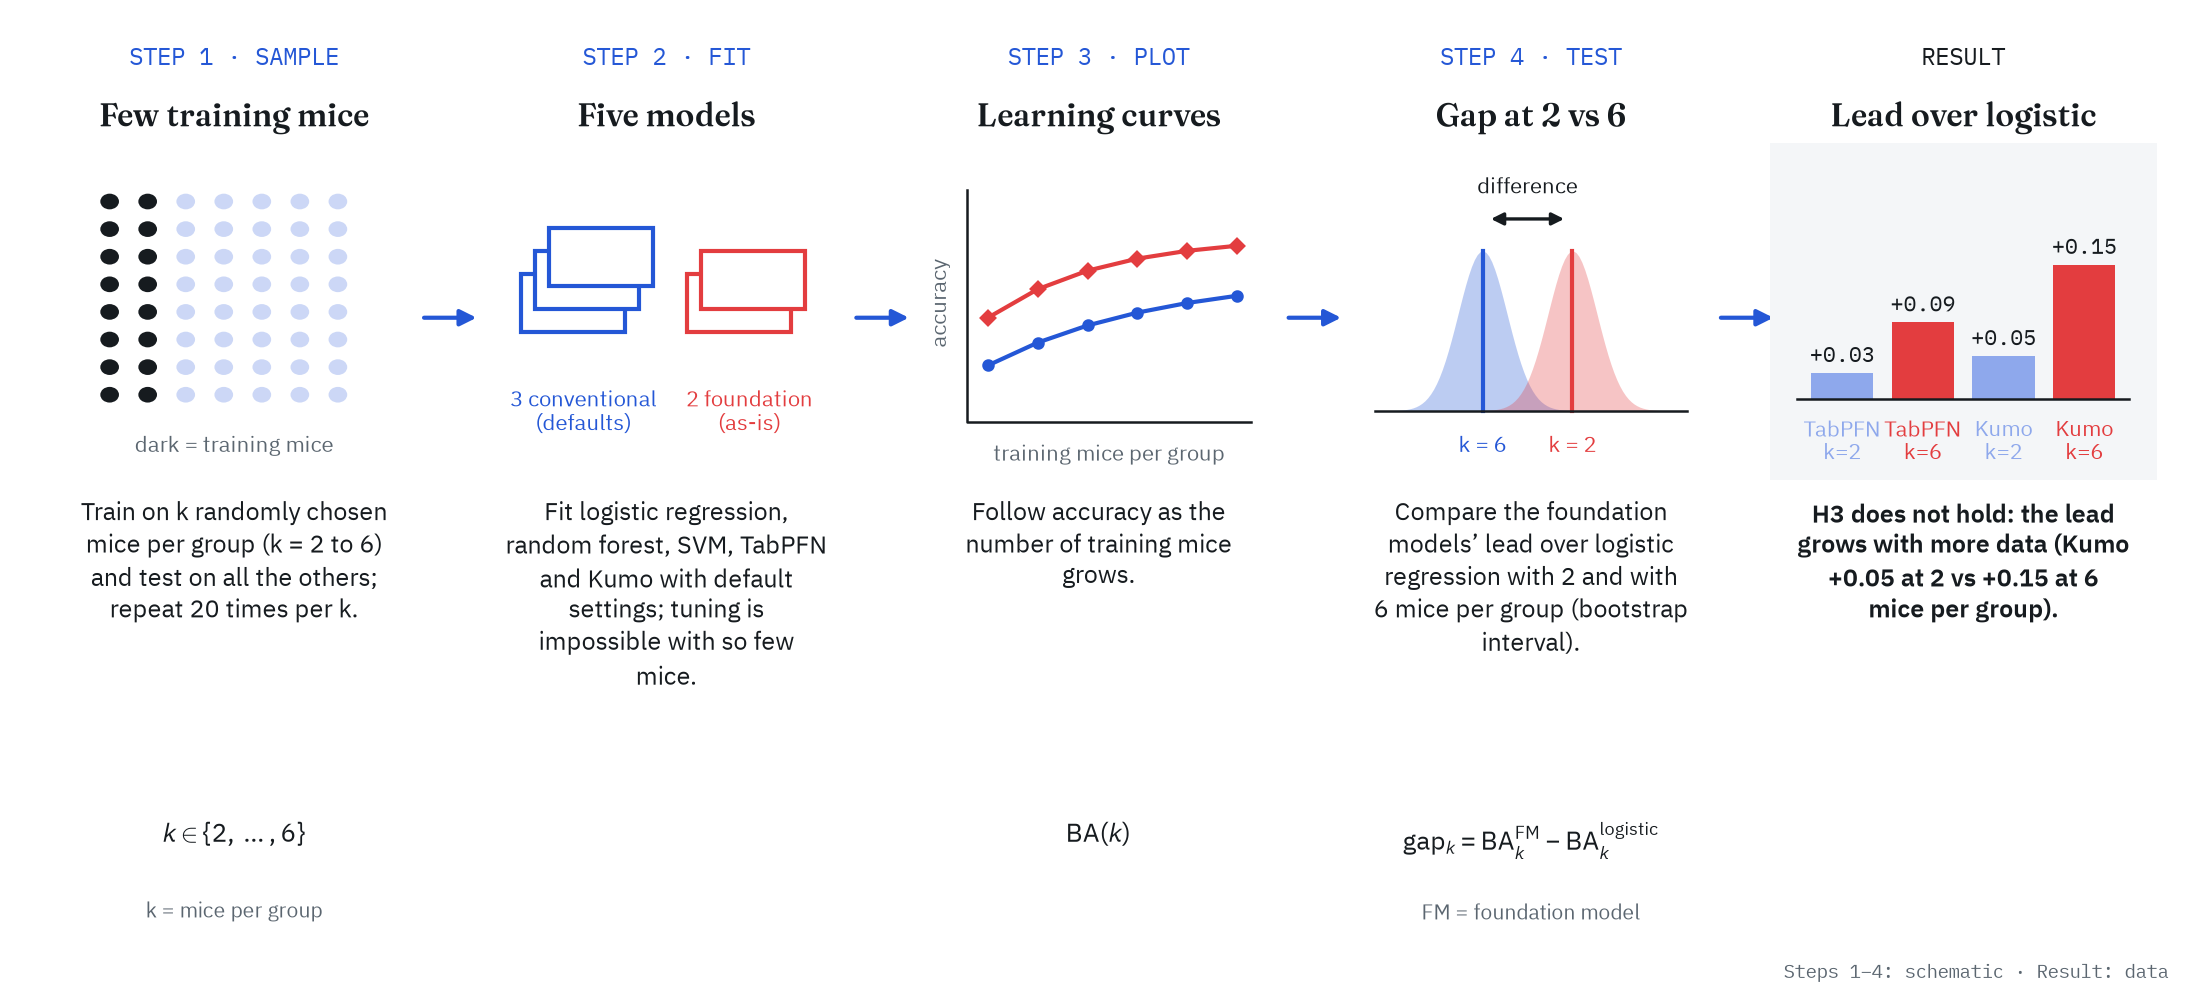 STEP 1 · SAMPLE
Few training mice
dark = training mice
Train on k randomly chosen
mice per group (k = 2 to 6)
and test on all the others;
repeat 20 times per k.
k ∈ {2, … , 6}
k = mice per group
STEP 2 · FIT
Five models
3 conventional
(defaults)
2 foundation
(as-is)
Fit logistic regression,
random forest, SVM, TabPFN
and Kumo with default
settings; tuning is
impossible with so few
mice.
STEP 3 · PLOT
Learning curves
accuracy
training mice per group
Follow accuracy as the
number of training mice
grows.
BA(k)
STEP 4 · TEST
Gap at 2 vs 6
difference
k = 6
k = 2
Compare the foundation
models’ lead over logistic
regression with 2 and with
6 mice per group (bootstrap
interval).
gap_k = BA_k^FM − BA_k^logistic
FM = foundation model
RESULT
Lead over logistic
+0.03
+0.09
+0.05
+0.15
TabPFN
k=2
TabPFN
k=6
Kumo
k=2
Kumo
k=6
H3 does not hold: the lead
grows with more data (Kumo
+0.05 at 2 vs +0.15 at 6
mice per group).
Steps 1–4: schematic · Result: data